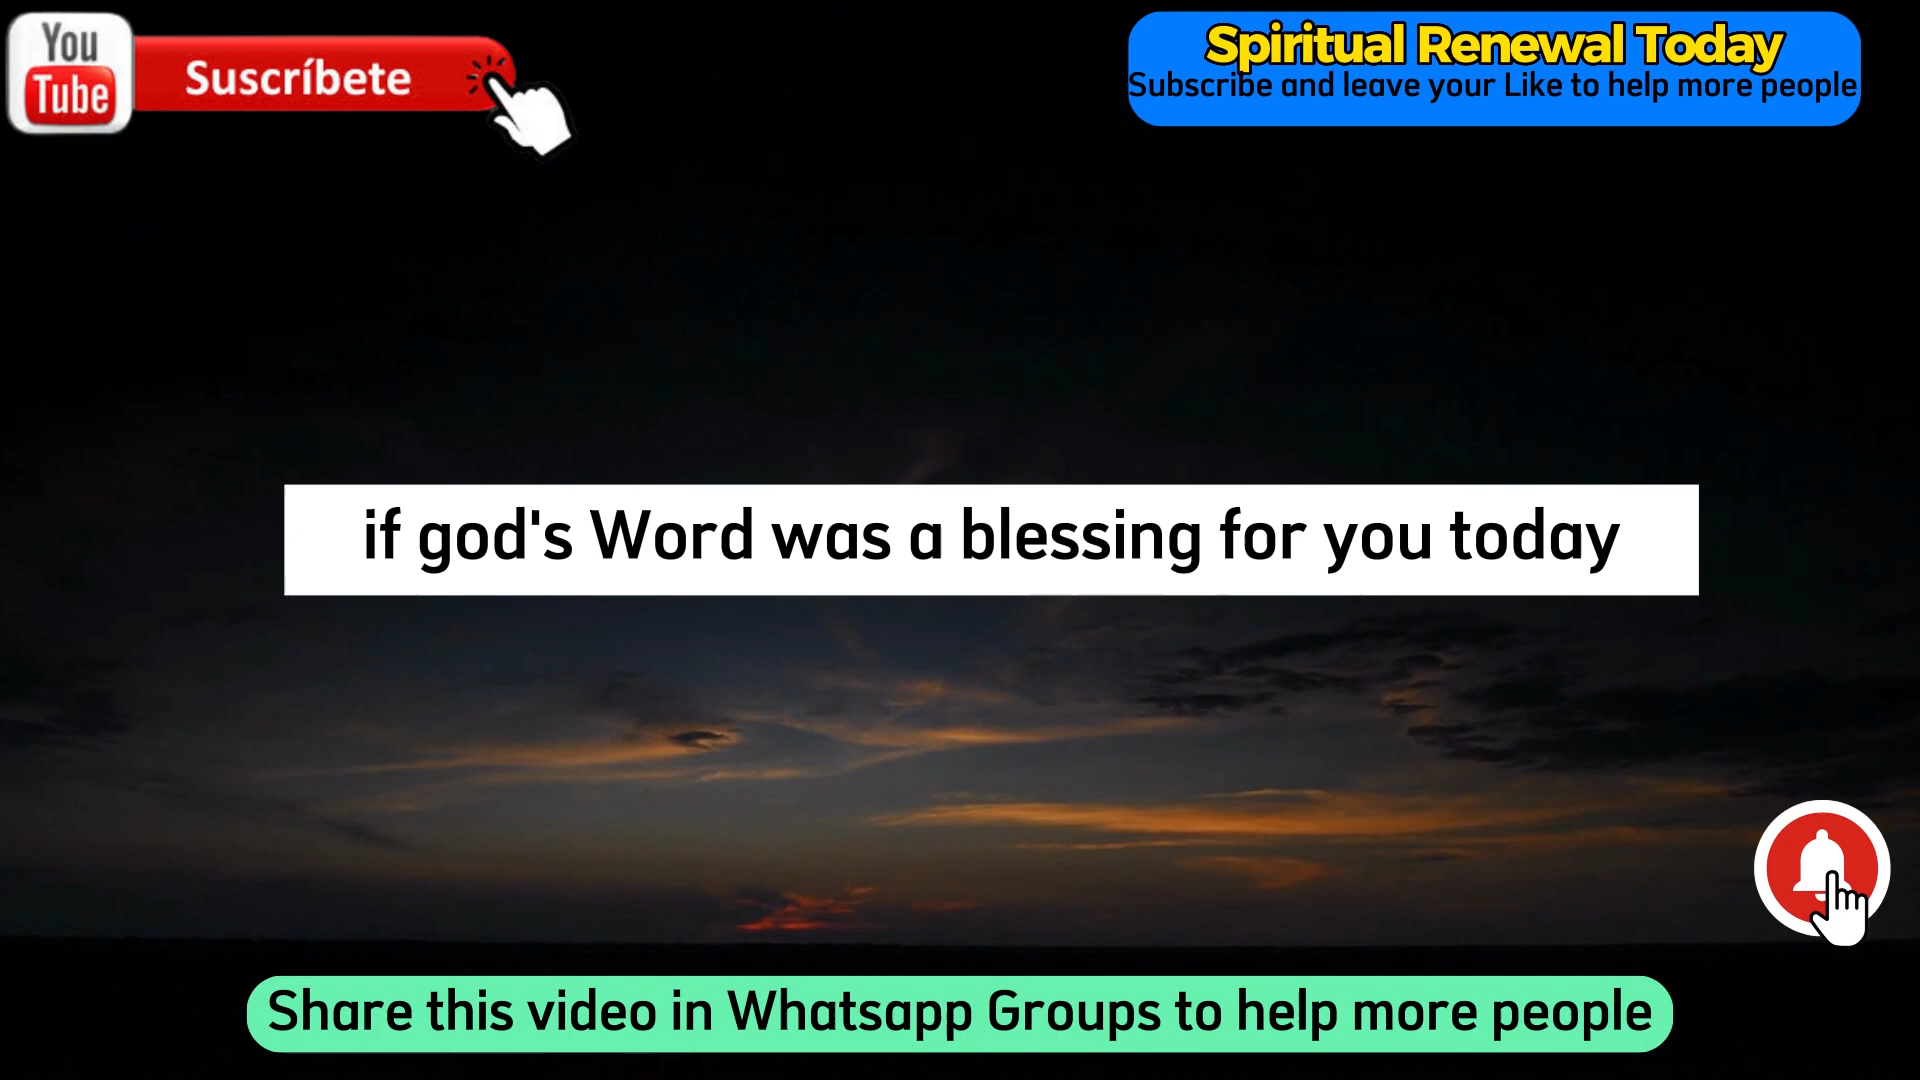 You
Tube
Suscríbete
Spiritual Renewal Today
Subscribe and leave your Like to help more people
if god's Word was a blessing for you today
Share this video in Whatsapp Groups to help more people